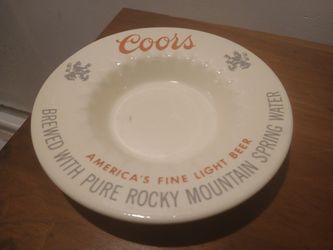 Coors
AMERICA'S FINE LIGHT BEER
BREWED WITH PURE ROCKY MOUNTAIN SPRING WATER